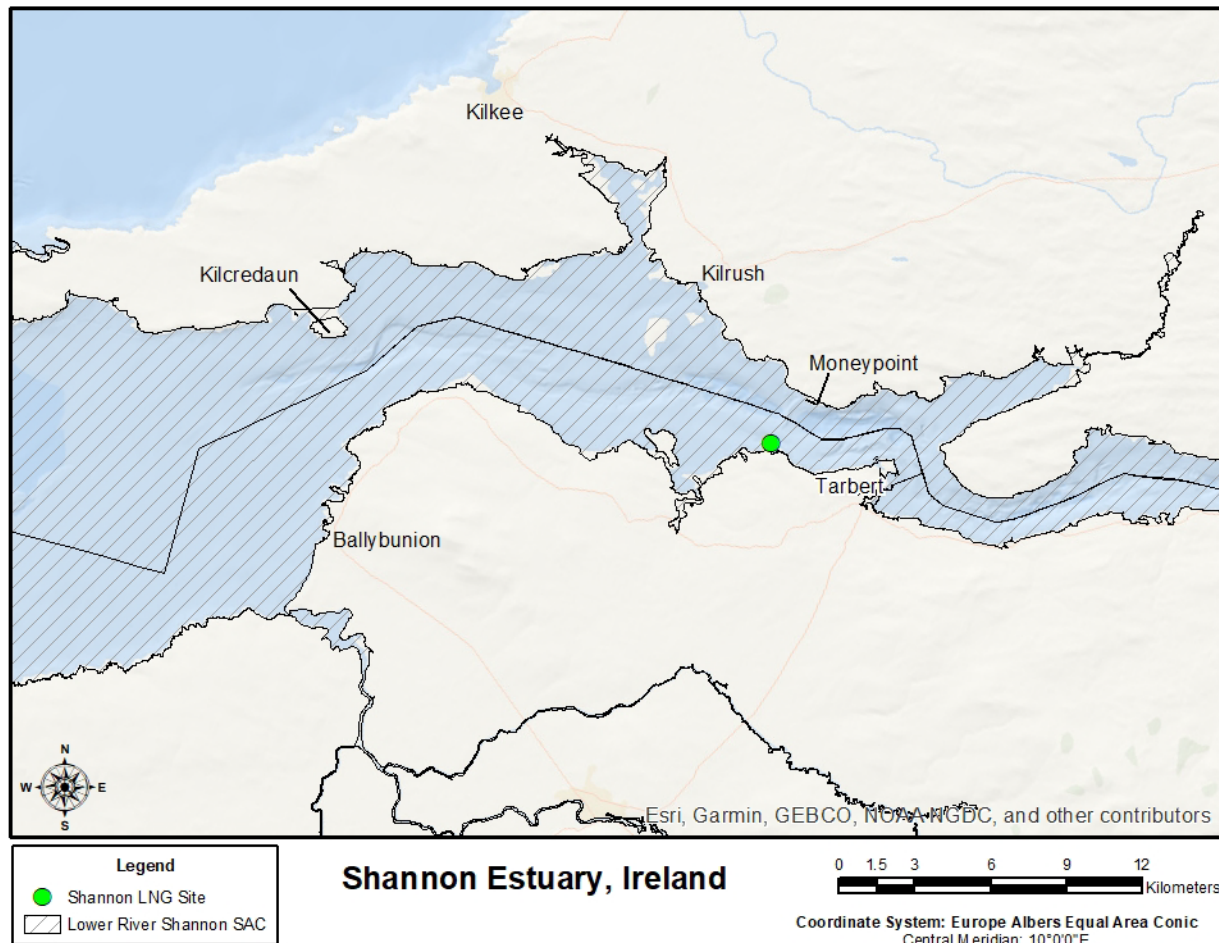 Kilkee
Kilcredaun
Kilrush
Moneypoint
Tarbert
Ballybunion
N
W E
S
Esri, Garmin, GEBCO, NOAA NGDC, and other contributors
Legend
Shannon LNG Site
Lower River Shannon SAC
Shannon Estuary, Ireland
0 1.5 3 6 9 12
Kilometers
Coordinate System: Europe Albers Equal Area Conic
Central Meridian: 10°0'0"E